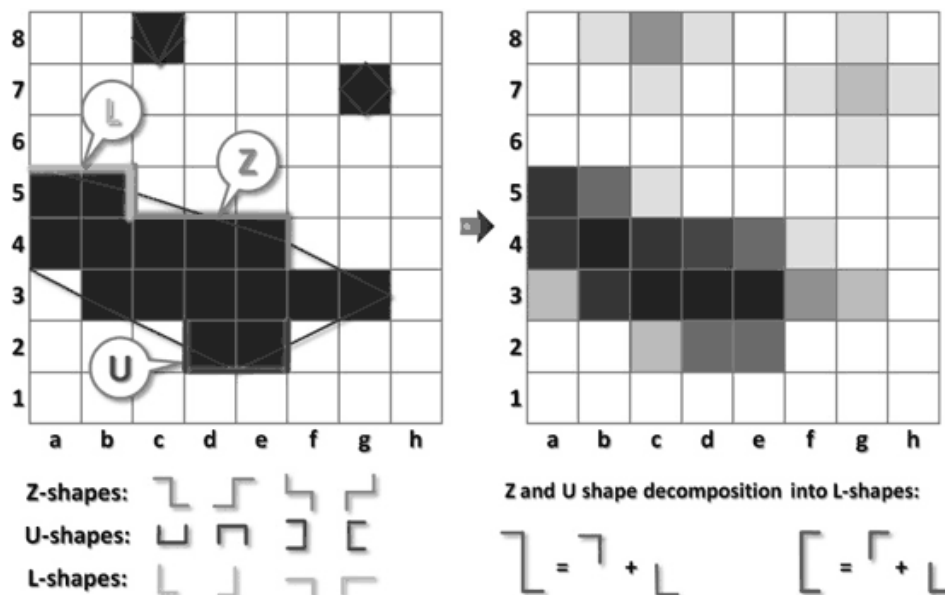 8 8
7 7
L
6 6
Z
5 5
4 4
3 3
2 2
U
1 1
a b c d e f g h a b c d e f g h
Z-shapes:
Z and U shape decomposition into L-shapes:
U-shapes:
= + = +
L-shapes: